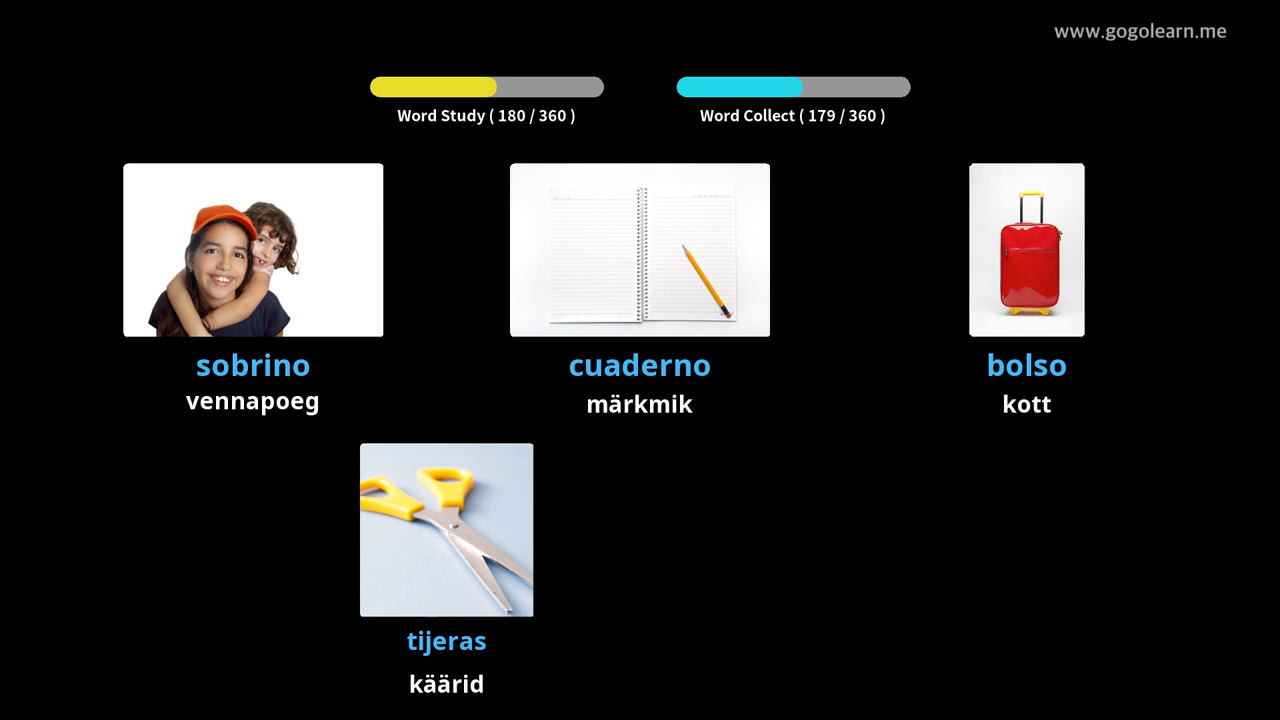 www.gogolearn.me
Word Study ( 180 / 360 )
Word Collect ( 179 / 360 )
sobrino
vennapoeg
cuaderno
märkmik
bolso
kott
tijeras
käärid